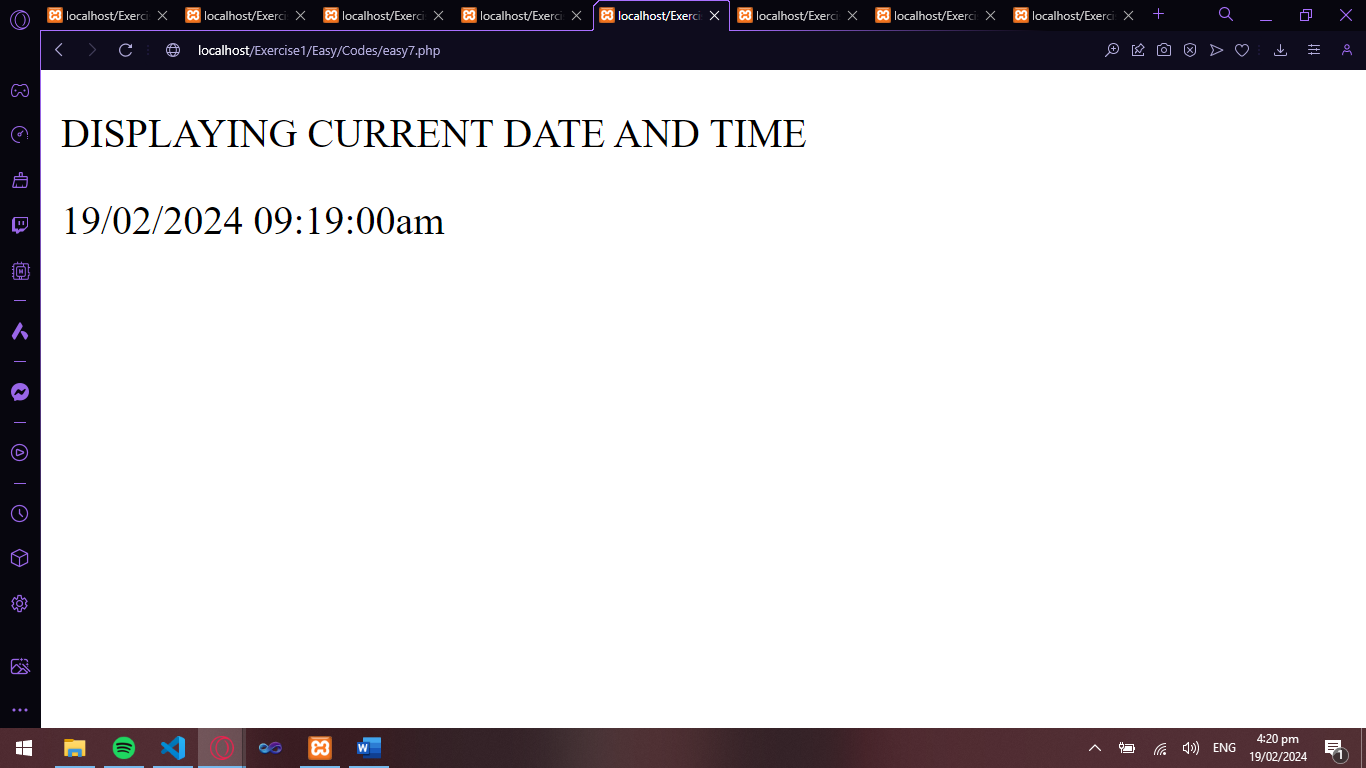 localhost/Exerci
localhost/Exerci
localhost/Exerci
localhost/Exerci
localhost/Exerci
localhost/Exerci
localhost/Exerci
localhost/Exerci
localhost/Exercise1/Easy/Codes/easy7.php
DISPLAYING CURRENT DATE AND TIME
19/02/2024 09:19:00am
ENG
4:20 pm
19/02/2024
1